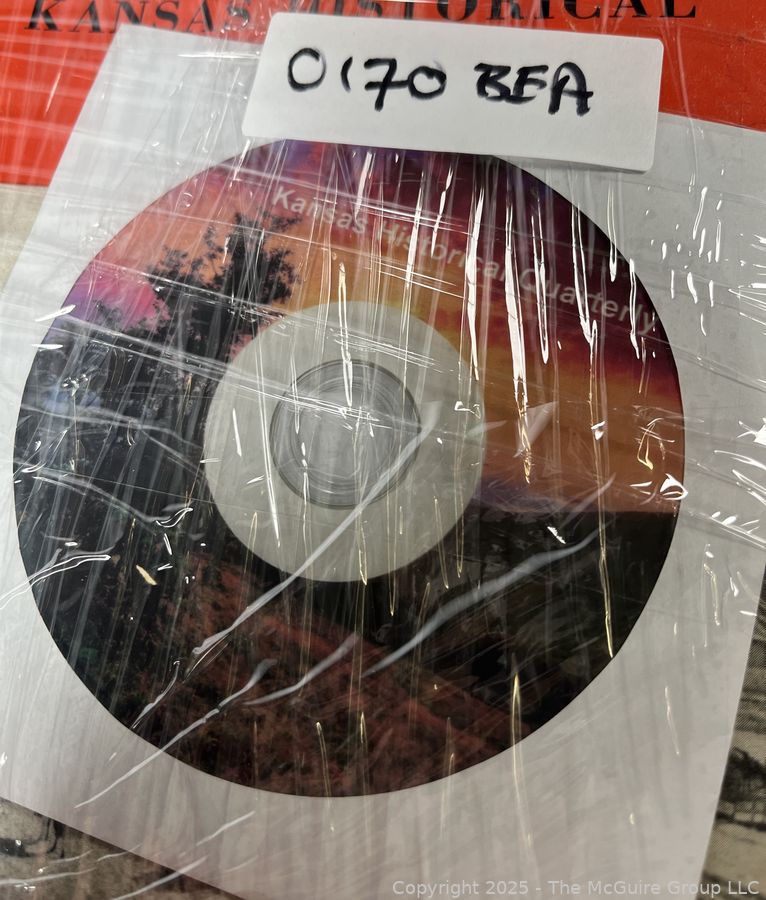 KANSAS HISTORICAL
0170 BEA
Kansas Historical Quarterly
Copyright 2025 - The McGuire Group LLC